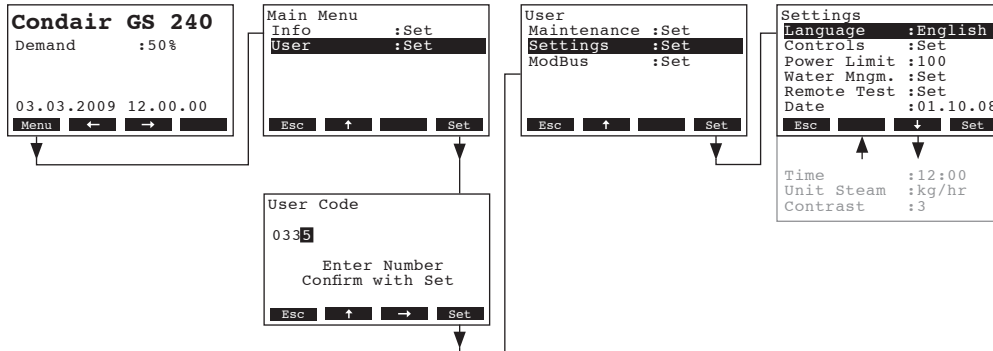 Condair GS 240
Demand :50%
03.03.2009 12.00.00
Menu ← →
Main Menu
Info :Set
User :Set
Esc ↑ Set
User Code
0335
Enter Number
Confirm with Set
Esc ↑ → Set
User
Maintenance :Set
Settings :Set
ModBus :Set
Esc ↑ Set
Settings
Language :English
Controls :Set
Power Limit :100
Water Mngm. :Set
Remote Test :Set
Date :01.10.08
Esc ↓ Set
Time :12:00
Unit Steam :kg/hr
Contrast :3